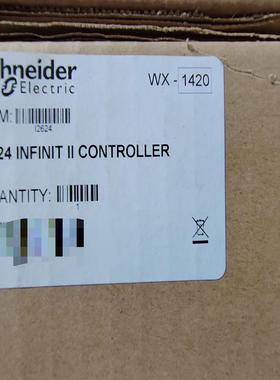 hneider
Electric
WX - 1420
M:
I2624
24 INFINIT II CONTROLLER
ANTITY:
1